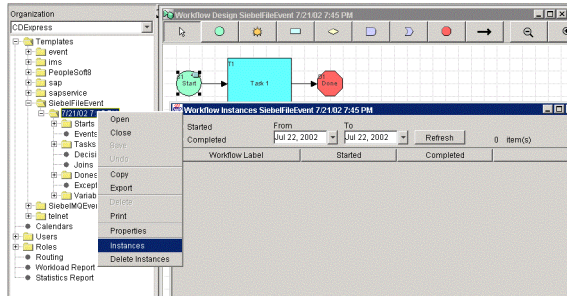 Organization
CDExpress
Templates
event
ims
PeopleSoft8
sap
sapservice
SiebelFileEvent
7/21/02 7
Starts
Events
Tasks
Decisi
Joins
Dones
Except
Variab
SiebelMQEve
telnet
Calendars
Users
Roles
Routing
Workload Report
Statistics Report
Open
Close
Save
Undo
Copy
Export
Delete
Print
Properties
Instances
Delete Instances
Workflow Design SiebelFileEvent 7/21/02 7:45 PM
S1
Start
T1
Task 1
Done
Workflow Instances SiebelFileEvent 7/21/02 7:45 PM
Started From To
Completed Jul 22, 2002 Jul 22, 2002 Refresh 0 item(s)
Workflow Label Started Completed